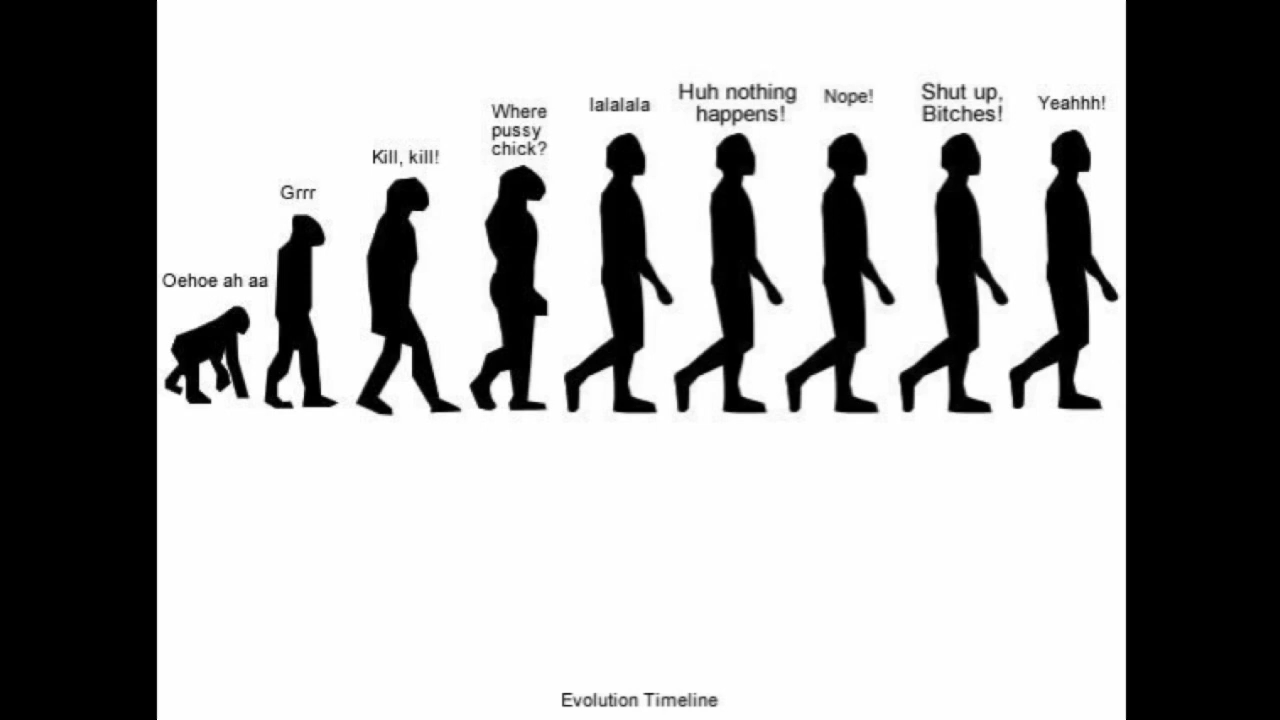 Oehoe ah aa
Grrr
Kill, kill!
Where
pussy
chick?
lalalala
Huh nothing
happens!
Nope!
Shut up,
Bitches!
Yeahhh!
Evolution Timeline